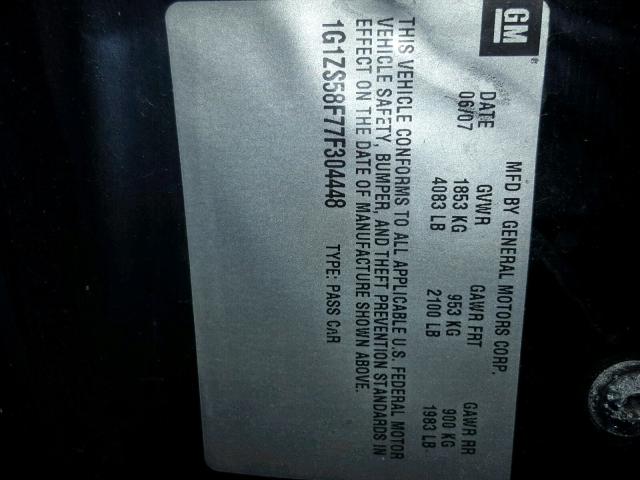 GM
MFD BY GENERAL MOTORS CORP.
DATE GVWR GAWR FRT GAWR RR
06/07 1853 KG 953 KG 900 KG
4083 LB 2100 LB 1983 LB
THIS VEHICLE CONFORMS TO ALL APPLICABLE U.S. FEDERAL MOTOR
VEHICLE SAFETY, BUMPER, AND THEFT PREVENTION STANDARDS IN
EFFECT ON THE DATE OF MANUFACTURE SHOWN ABOVE.
1G1ZS58F77F304448 TYPE: PASS CAR